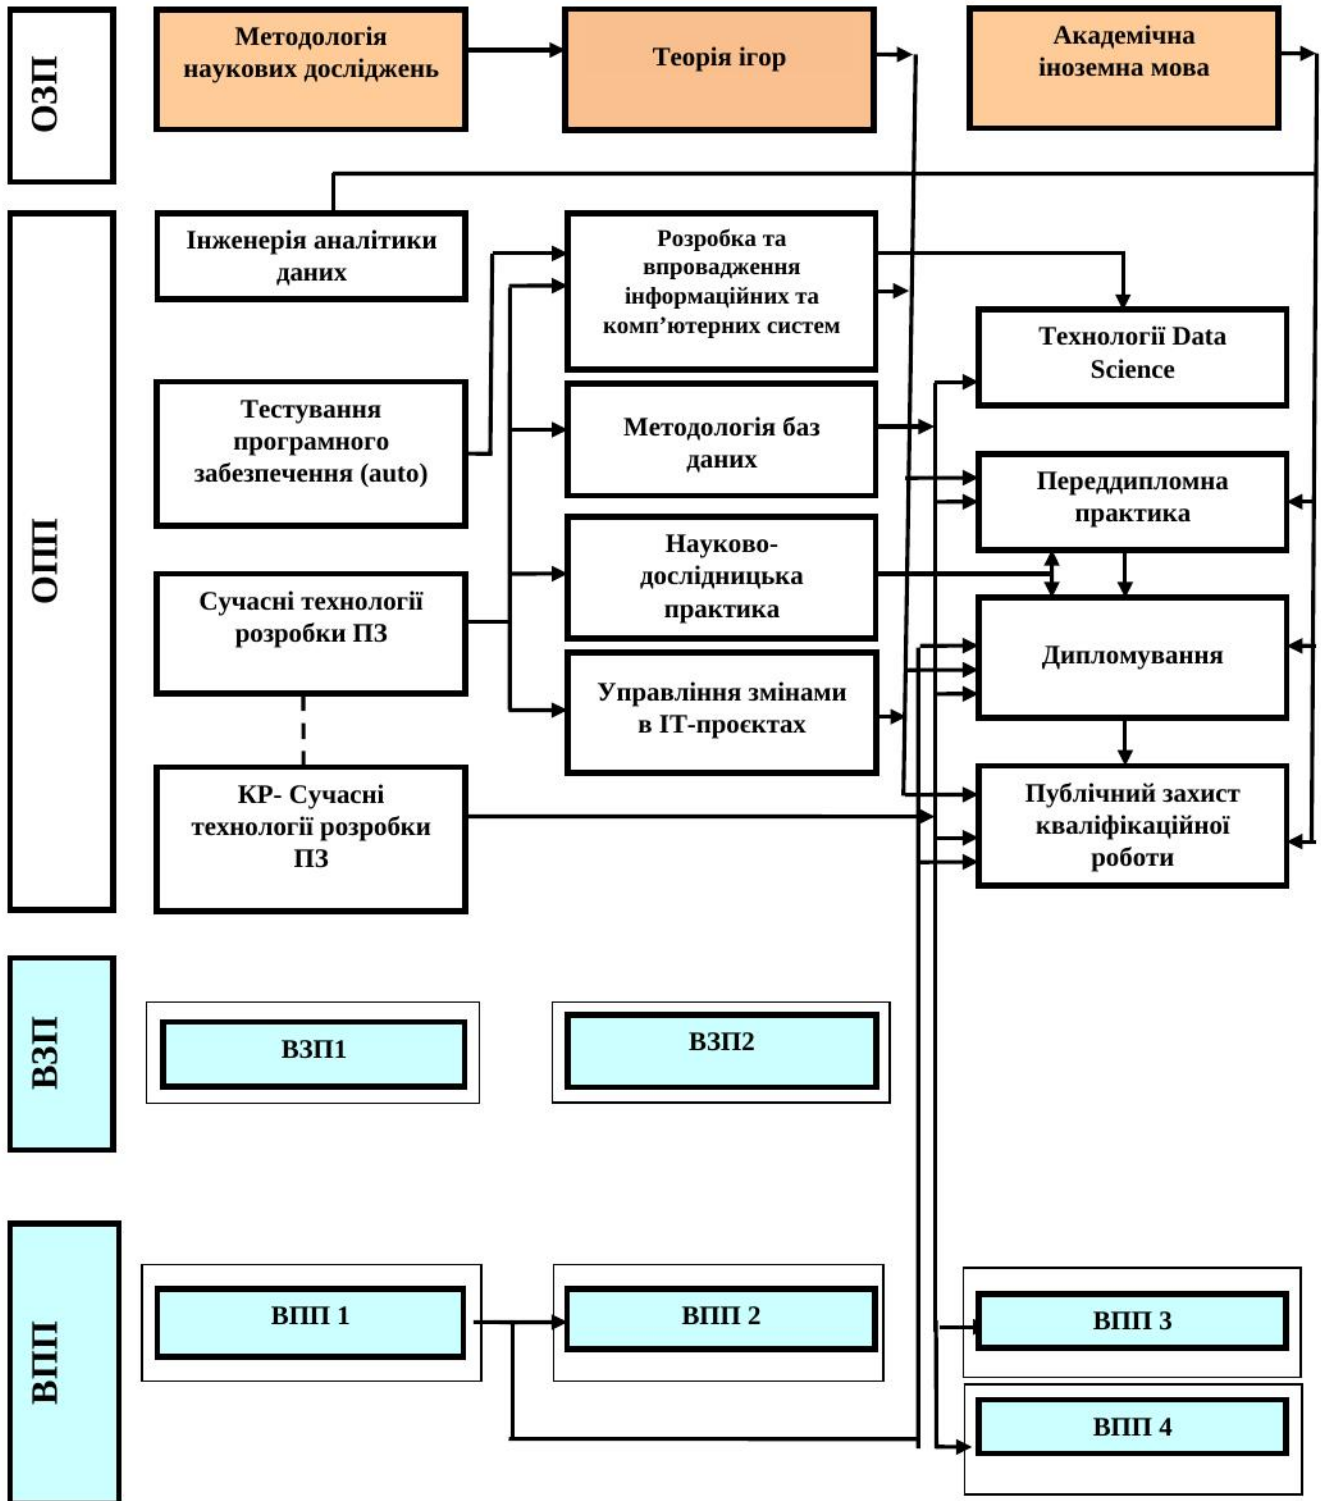 ОЗП
Методологія
наукових досліджень
Теорія ігор
Академічна
іноземна мова
ОПП
Інженерія аналітики
даних
Розробка та
впровадження
інформаційних та
комп’ютерних систем
Технології Data
Science
Тестування
програмного
забезпечення (auto)
Методологія баз
даних
Переддипломна
практика
Науково-
дослідницька
практика
Сучасні технології
розробки ПЗ
Дипломування
Управління змінами
в ІТ-проєктах
КР- Сучасні
технології розробки
ПЗ
Публічний захист
кваліфікаційної
роботи
ВЗП
ВЗП1
ВЗП2
ВПП
ВПП 1
ВПП 2
ВПП 3
ВПП 4